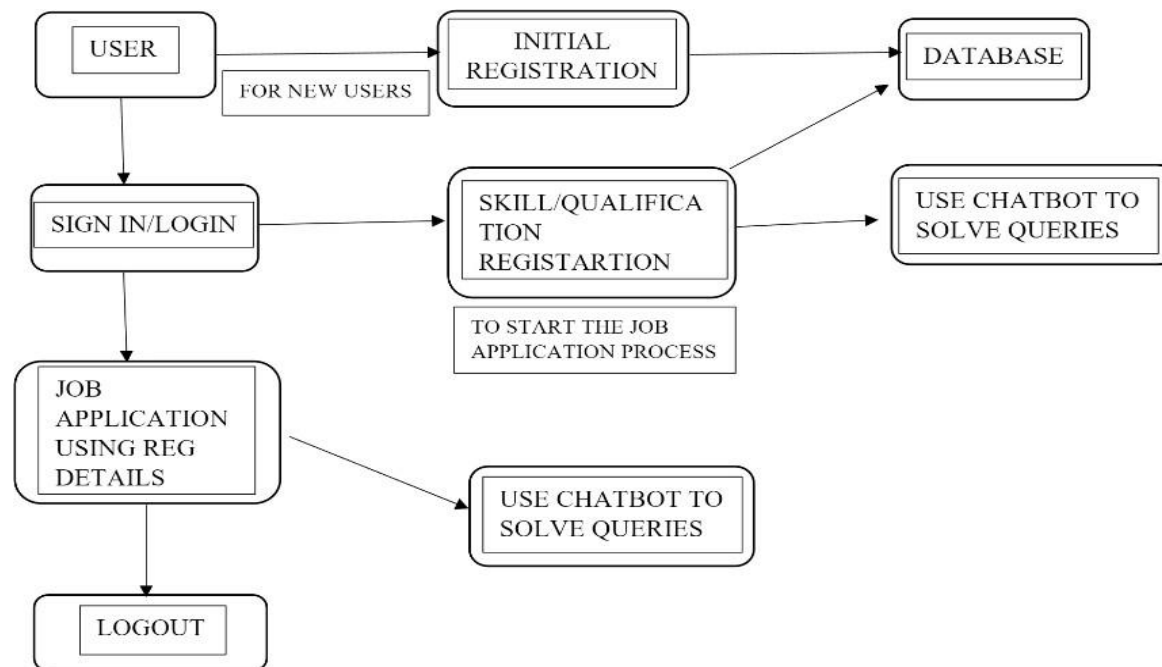 USER
INITIAL
REGISTRATION
DATABASE
FOR NEW USERS
SIGN IN/LOGIN
SKILL/QUALIFICA
TION
REGISTARTION
USE CHATBOT TO
SOLVE QUERIES
TO START THE JOB
APPLICATION PROCESS
JOB
APPLICATION
USING REG
DETAILS
USE CHATBOT TO
SOLVE QUERIES
LOGOUT